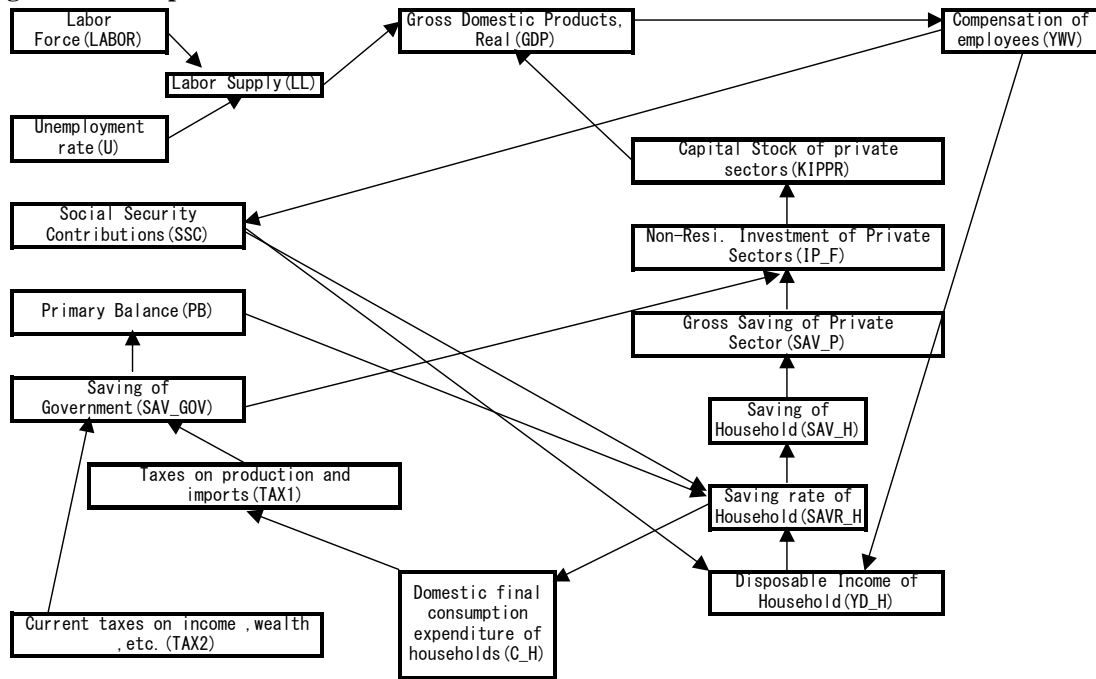 Labor
Force(LABOR)
Gross Domestic Products,
Real(GDP)
Compensation of
employees(YWV)
Labor Supply(LL)
Unemployment
rate(U)
Capital Stock of private
sectors(KIPPR)
Social Security
Contributions(SSC)
Non-Resi. Investment of Private
Sectors(IP_F)
Primary Balance(PB)
Gross Saving of Private
Sector(SAV_P)
Saving of
Government(SAV_GOV)
Saving of
Household(SAV_H)
Taxes on production and
imports(TAX1)
Saving rate of
Household(SAVR_H
Domestic final
consumption
expenditure of
households(C_H)
Disposable Income of
Household(YD_H)
Current taxes on income ,wealth
,etc.(TAX2)